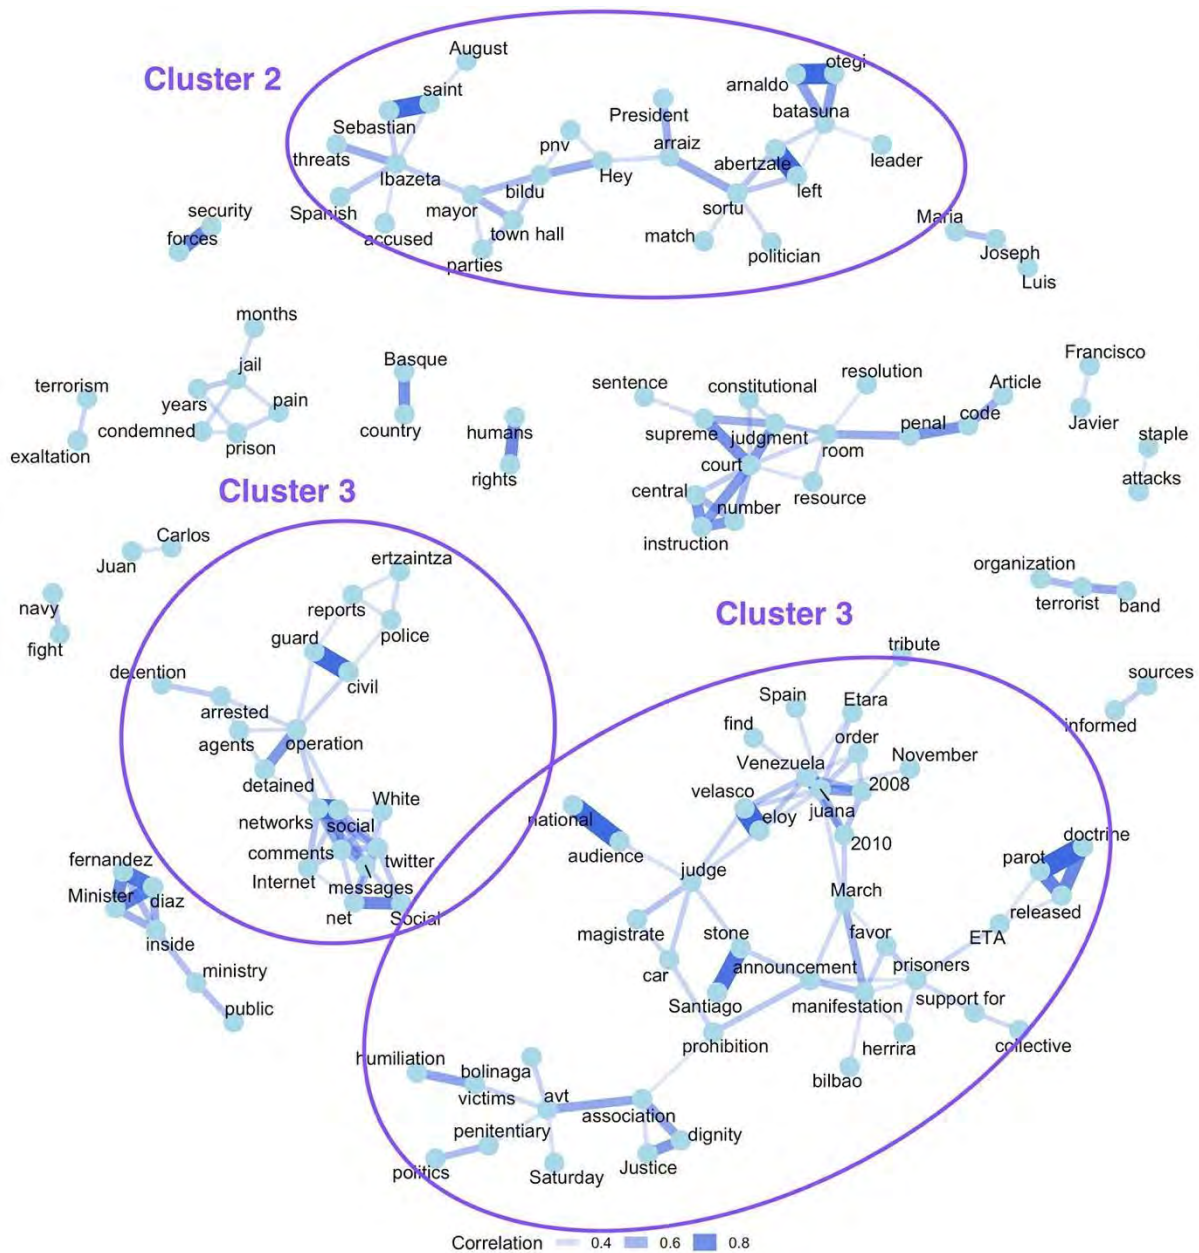 August
otegi
Cluster 2
saint
arnaldo
President
batasuna
Sebastian
pnv
arraiz
threats
abertzale
leader
Ibazeta
Hey
bildu
left
Spanish
mayor
sortu
security
Maria
town hall
forces
accused
match
politician
Joseph
parties
Luis
months
Basque
Francisco
jail
resolution
terrorism
sentence
constitutional
Article
years
pain
penal
code
condemned
country
humans
supreme
judgment
room
Javier
prison
staple
exaltation
court
rights
attacks
Cluster 3
central
number
resource
Carlos
instruction
ertzaintza
Juan
organization
reports
terrorist
band
navy
Cluster 3
guard
police
fight
tribute
detention
civil
sources
Spain
Etara
arrested
find
order
informed
agents
operation
Venezuela
November
detained
velasco
2008
White
juana
networks
social
national
eloy
2010
doctrine
comments
twitter
audience
parot
fernandez
judge
Internet
messages
March
Minister
diaz
released
net
Social
magistrate
stone
favor
ETA
inside
car
announcement
prisoners
ministry
Santiago
manifestation
support for
public
prohibition
herrira
collective
humiliation
bolinaga
bilbao
victims
avt
association
penitentiary
dignity
politics
Saturday
Justice
Correlation 0.4 0.6 0.8